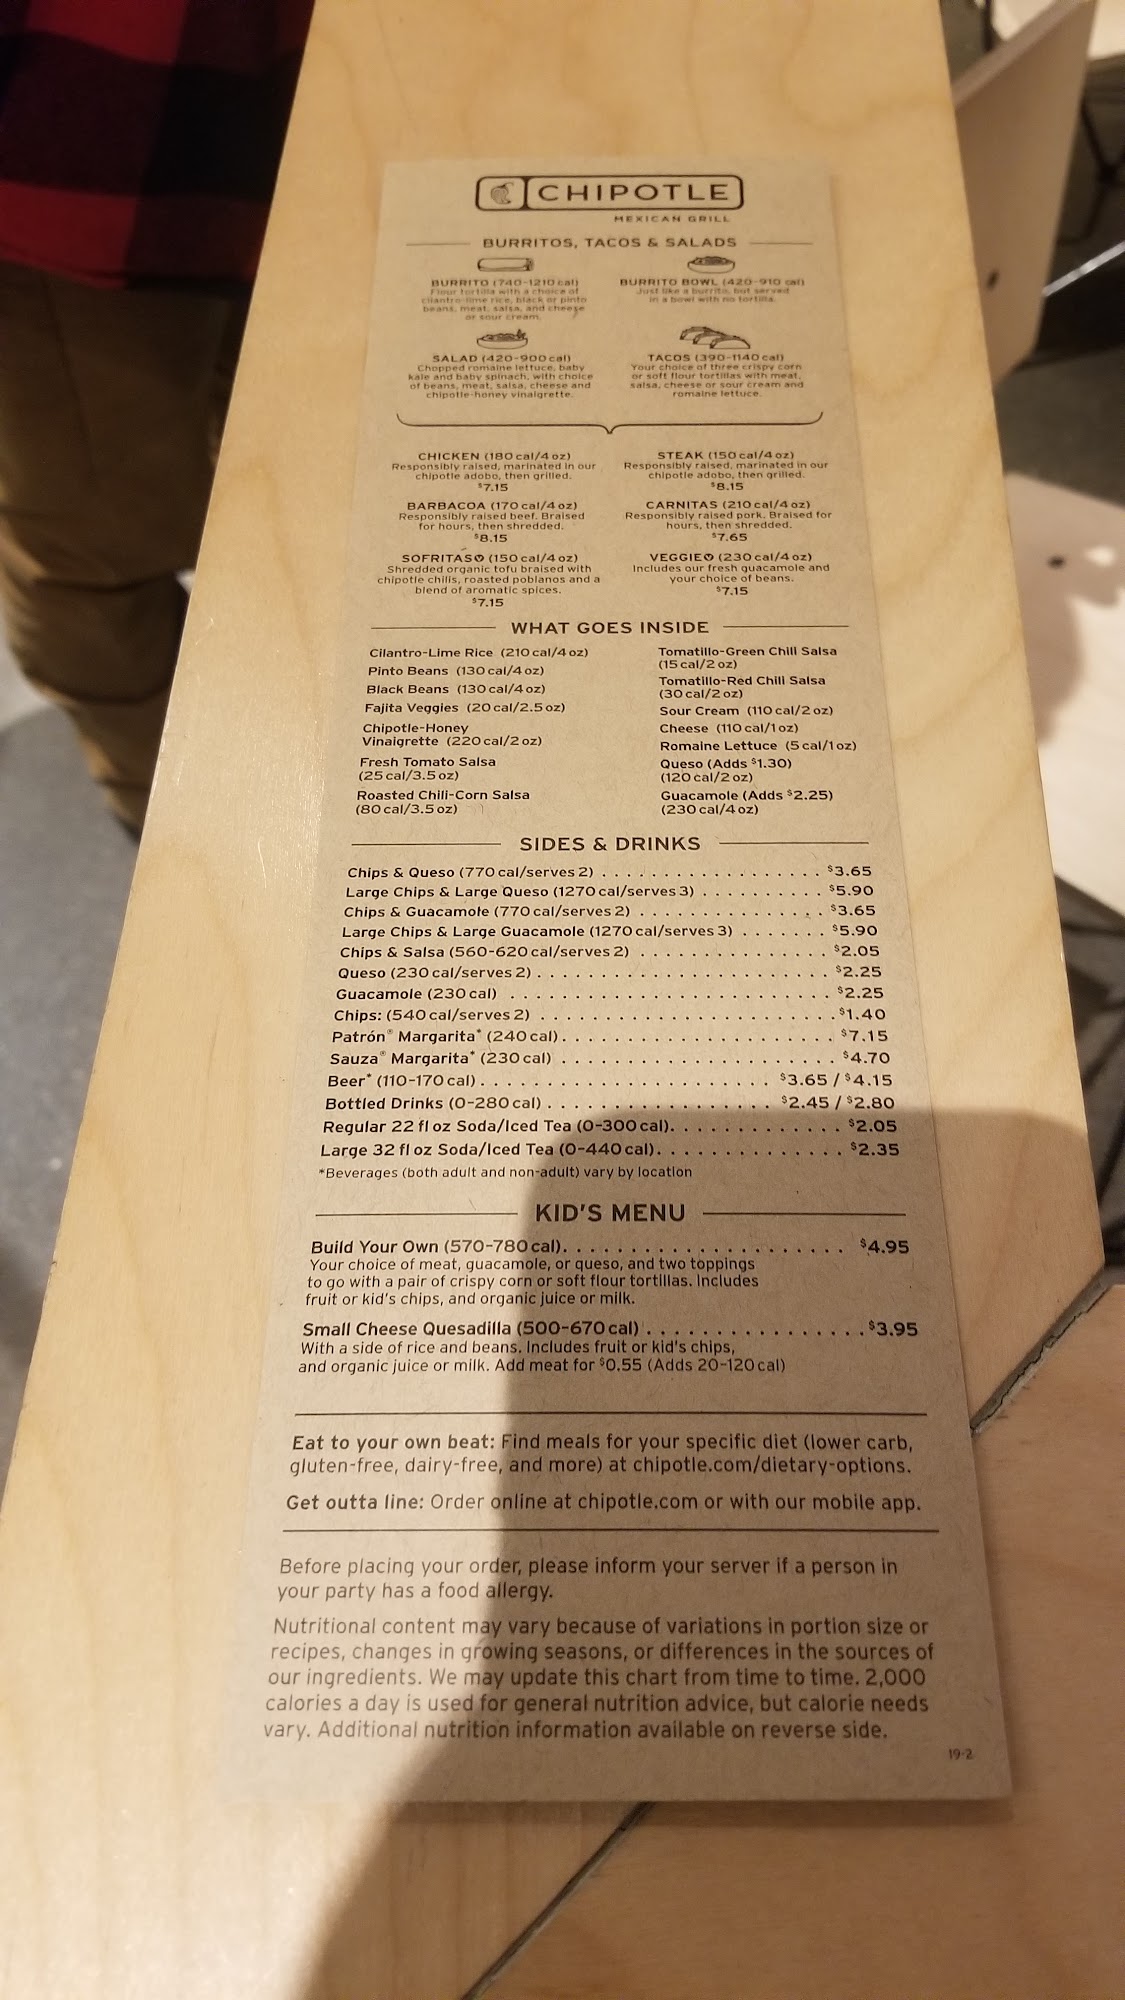 CHIPOTLE
MEXICAN GRILL
BURRITOS, TACOS & SALADS
BURRITO (740-1210 cal)
Flour tortilla with a choice of
cilantro-lime rice, black or pinto
beans, meat, salsa, and cheese
or sour cream.
BURRITO BOWL (420-910 cal)
Just like a burrito, but served
in a bowl with no tortilla.
SALAD (420-900 cal)
Chopped romaine lettuce, baby
kale and baby spinach, with choice
of beans, meat, salsa, cheese and
chipotle-honey vinaigrette.
TACOS (390-1140 cal)
Your choice of three crispy corn
or soft flour tortillas with meat,
salsa, cheese or sour cream and
romaine lettuce.
CHICKEN (180 cal/4 oz)
Responsibly raised, marinated in our
chipotle adobo, then grilled.
$7.15
STEAK (150 cal/4 oz)
Responsibly raised, marinated in our
chipotle adobo, then grilled.
$8.15
BARBACOA (170 cal/4 oz)
Responsibly raised beef. Braised
for hours, then shredded.
$8.15
CARNITAS (210 cal/4 oz)
Responsibly raised pork. Braised for
hours, then shredded.
$7.65
SOFRITAS (150 cal/4 oz)
Shredded organic tofu braised with
chipotle chilis, roasted poblanos and a
blend of aromatic spices.
$7.15
VEGGIE (230 cal/4 oz)
Includes our fresh guacamole and
your choice of beans.
$7.15
WHAT GOES INSIDE
Cilantro-Lime Rice (210 cal/4 oz)
Pinto Beans (130 cal/4 oz)
Black Beans (130 cal/4 oz)
Fajita Veggies (20 cal/2.5 oz)
Chipotle-Honey
Vinaigrette (220 cal/2 oz)
Fresh Tomato Salsa
(25 cal/3.5 oz)
Roasted Chili-Corn Salsa
(80 cal/3.5 oz)
Tomatillo-Green Chili Salsa
(15 cal/2 oz)
Tomatillo-Red Chili Salsa
(30 cal/2 oz)
Sour Cream (110 cal/2 oz)
Cheese (110 cal/1 oz)
Romaine Lettuce (5 cal/1 oz)
Queso (Adds $1.30)
(120 cal/2 oz)
Guacamole (Adds $2.25)
(230 cal/4 oz)
SIDES & DRINKS
Chips & Queso (770 cal/serves 2) . . . . . . . . . . . . . . . . . $3.65
Large Chips & Large Queso (1270 cal/serves 3) . . . . . . . . . . $5.90
Chips & Guacamole (770 cal/serves 2) . . . . . . . . . . . . . . . $3.65
Large Chips & Large Guacamole (1270 cal/serves 3) . . . . . . . $5.90
Chips & Salsa (560-620 cal/serves 2) . . . . . . . . . . . . . . . $2.05
Queso (230 cal/serves 2) . . . . . . . . . . . . . . . . . . . . . . . $2.25
Guacamole (230 cal) . . . . . . . . . . . . . . . . . . . . . . . . . $2.25
Chips: (540 cal/serves 2) . . . . . . . . . . . . . . . . . . . . . . . $1.40
Patrón® Margarita* (240 cal). . . . . . . . . . . . . . . . . . . . . . $7.15
Sauza® Margarita* (230 cal) . . . . . . . . . . . . . . . . . . . . . $4.70
Beer* (110-170 cal). . . . . . . . . . . . . . . . . . . . . . $3.65 / $4.15
Bottled Drinks (0-280 cal) . . . . . . . . . . . . . . . . . $2.45 / $2.80
Regular 22 fl oz Soda/Iced Tea (0-300 cal). . . . . . . . . . . . . $2.05
Large 32 fl oz Soda/Iced Tea (0-440 cal). . . . . . . . . . . . . . $2.35
*Beverages (both adult and non-adult) vary by location
KID'S MENU
Build Your Own (570-780 cal). . . . . . . . . . . . . . . . . . . . . $4.95
Your choice of meat, guacamole, or queso, and two toppings
to go with a pair of crispy corn or soft flour tortillas. Includes
fruit or kid's chips, and organic juice or milk.
Small Cheese Quesadilla (500-670 cal) . . . . . . . . . . . . . . . . $3.95
With a side of rice and beans. Includes fruit or kid's chips,
and organic juice or milk. Add meat for $0.55 (Adds 20-120 cal)
Eat to your own beat: Find meals for your specific diet (lower carb,
gluten-free, dairy-free, and more) at chipotle.com/dietary-options.
Get outta line: Order online at chipotle.com or with our mobile app.
Before placing your order, please inform your server if a person in
your party has a food allergy.
Nutritional content may vary because of variations in portion size or
recipes, changes in growing seasons, or differences in the sources of
our ingredients. We may update this chart from time to time. 2,000
calories a day is used for general nutrition advice, but calorie needs
vary. Additional nutrition information available on reverse side.
19-2